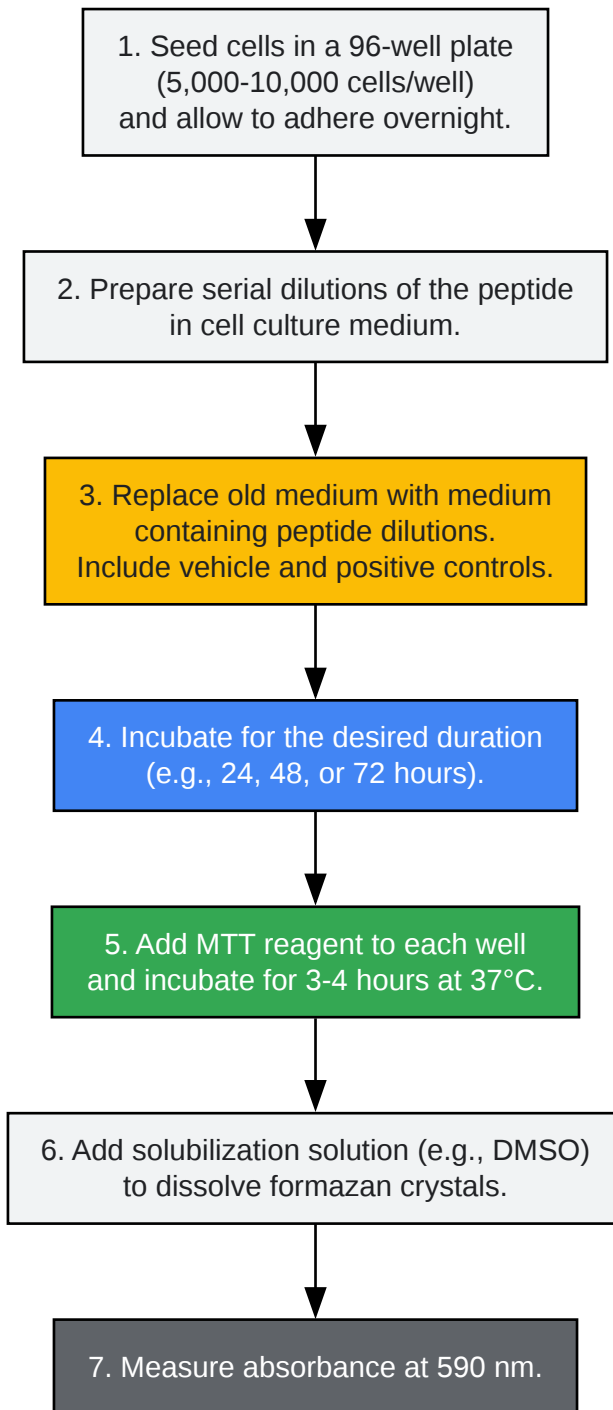 1. Seed cells in a 96-well plate
(5,000-10,000 cells/well)
and allow to adhere overnight.
2. Prepare serial dilutions of the peptide
in cell culture medium.
3. Replace old medium with medium
containing peptide dilutions.
Include vehicle and positive controls.
4. Incubate for the desired duration
(e.g., 24, 48, or 72 hours).
5. Add MTT reagent to each well
and incubate for 3-4 hours at 37°C.
6. Add solubilization solution (e.g., DMSO)
to dissolve formazan crystals.
7. Measure absorbance at 590 nm.